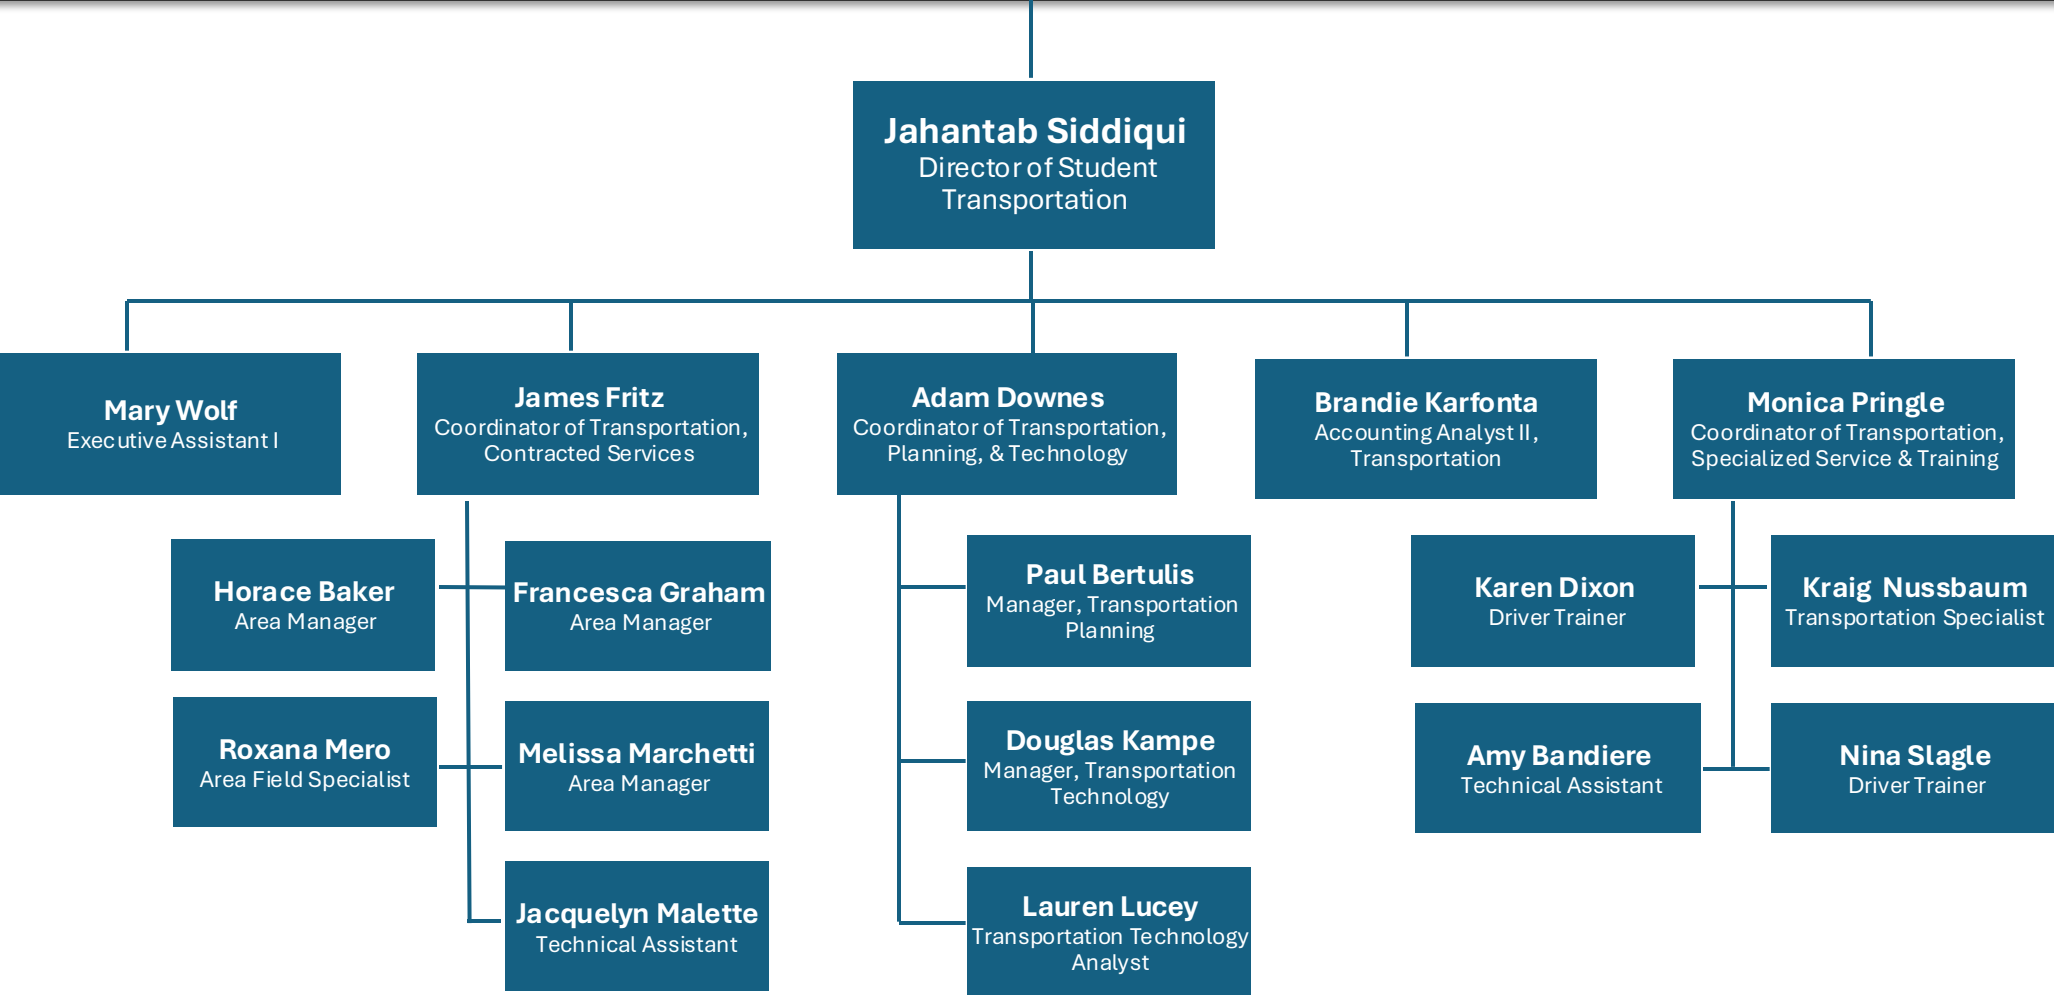 Jahantab Siddiqui
Director of Student
Transportation
Mary Wolf
Executive Assistant I
James Fritz
Coordinator of Transportation,
Contracted Services
Adam Downes
Coordinator of Transportation,
Planning, & Technology
Brandie Karfonta
Accounting Analyst II,
Transportation
Monica Pringle
Coordinator of Transportation,
Specialized Service & Training
Horace Baker
Area Manager
Francesca Graham
Area Manager
Roxana Mero
Area Field Specialist
Melissa Marchetti
Area Manager
Jacquelyn Malette
Technical Assistant
Paul Bertulis
Manager, Transportation
Planning
Douglas Kampe
Manager, Transportation
Technology
Lauren Lucey
Transportation Technology
Analyst
Karen Dixon
Driver Trainer
Kraig Nussbaum
Transportation Specialist
Amy Bandiere
Technical Assistant
Nina Slagle
Driver Trainer